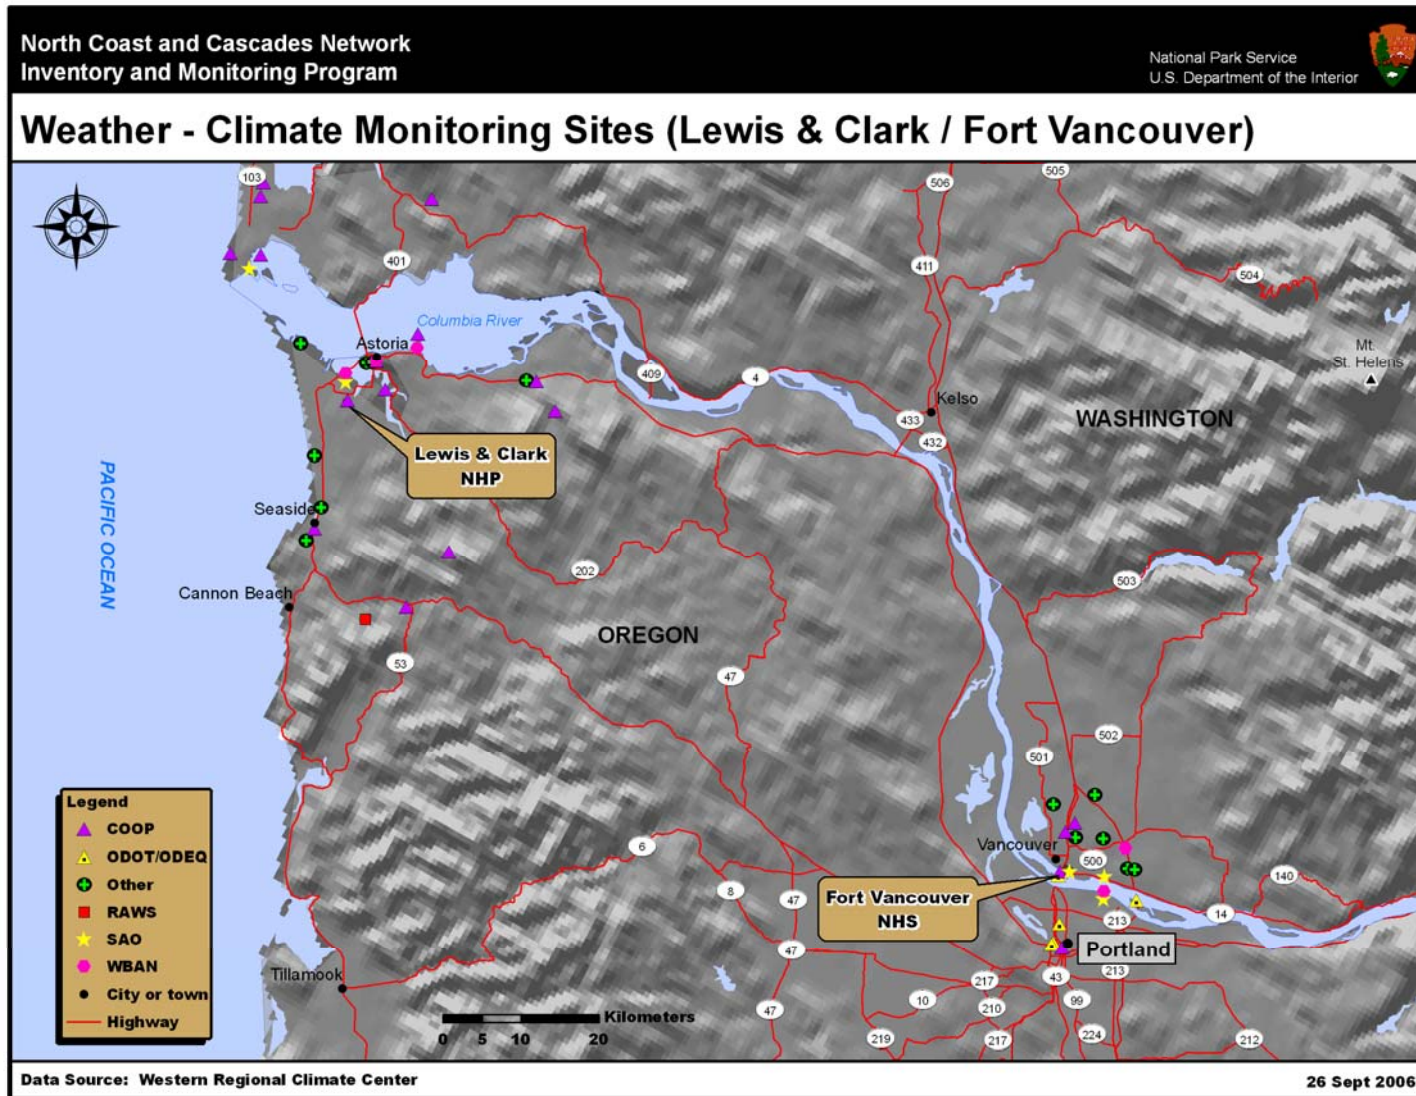 North Coast and Cascades Network
Inventory and Monitoring Program
National Park Service
U.S. Department of the Interior
Weather - Climate Monitoring Sites (Lewis & Clark / Fort Vancouver)
103
506
505
401
411
504
Columbia River
Astoria
Mt.
St. Helens
409
4
Kelso
433
432
WASHINGTON
Lewis & Clark
NHP
PACIFIC OCEAN
Seaside
202
503
Cannon Beach
OREGON
53
47
502
501
Vancouver
500
6
8
47
140
Fort Vancouver
NHS
14
213
47
Portland
Tillamook
217
43
213
10
210
99
47
219
217
224
212
Legend
COOP
ODOT/ODEQ
Other
RAWS
SAO
WBAN
City or town
Highway
Kilometers
0 5 10 20
Data Source: Western Regional Climate Center
26 Sept 2006